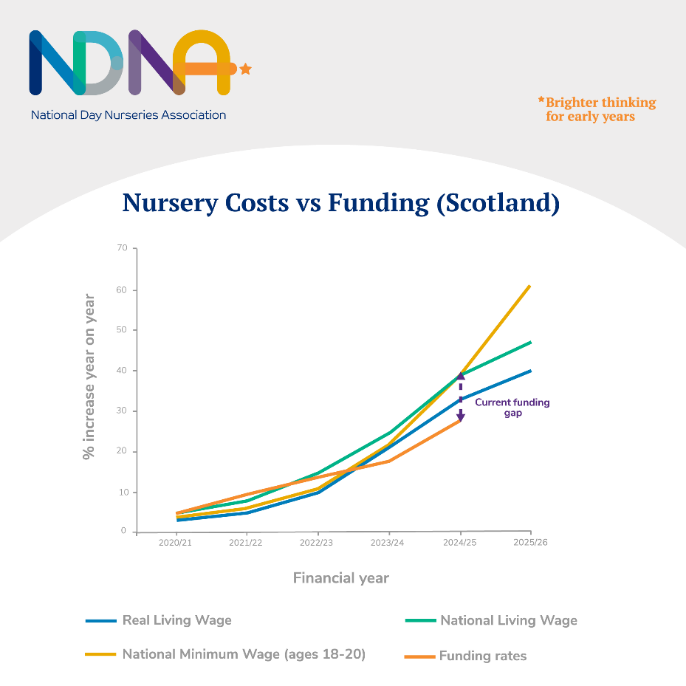 NDNA
National Day Nurseries Association
*Brighter thinking
for early years
Nursery Costs vs Funding (Scotland)
% increase year on year
70
60
50
40
30
20
10
0
Current funding
gap
2020/21 2021/22 2022/23 2023/24 2024/25 2025/26
Financial year
Real Living Wage
National Living Wage
National Minimum Wage (ages 18-20)
Funding rates